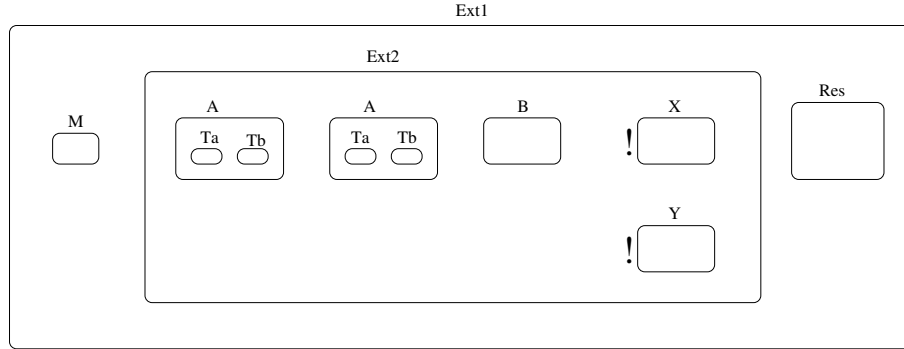 Ext1
Ext2
M
A
Ta Tb
A
Ta Tb
B
! X
! Y
Res